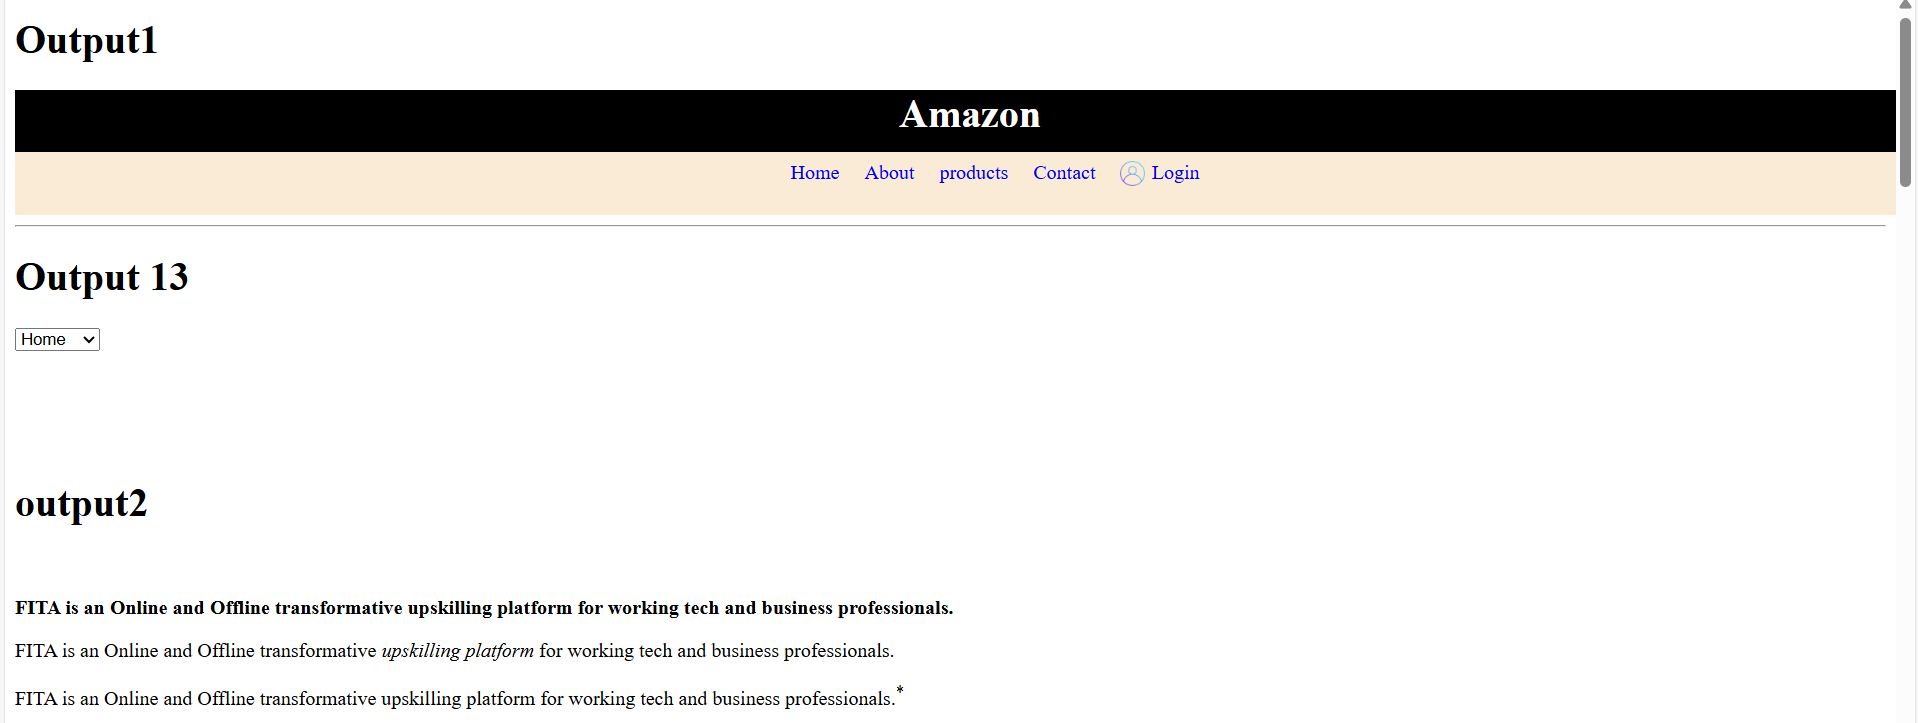 Output1
Amazon
Home About products Contact Login
Output 13
Home
output2
FITA is an Online and Offline transformative upskilling platform for working tech and business professionals.
FITA is an Online and Offline transformative upskilling platform for working tech and business professionals.
FITA is an Online and Offline transformative upskilling platform for working tech and business professionals.*